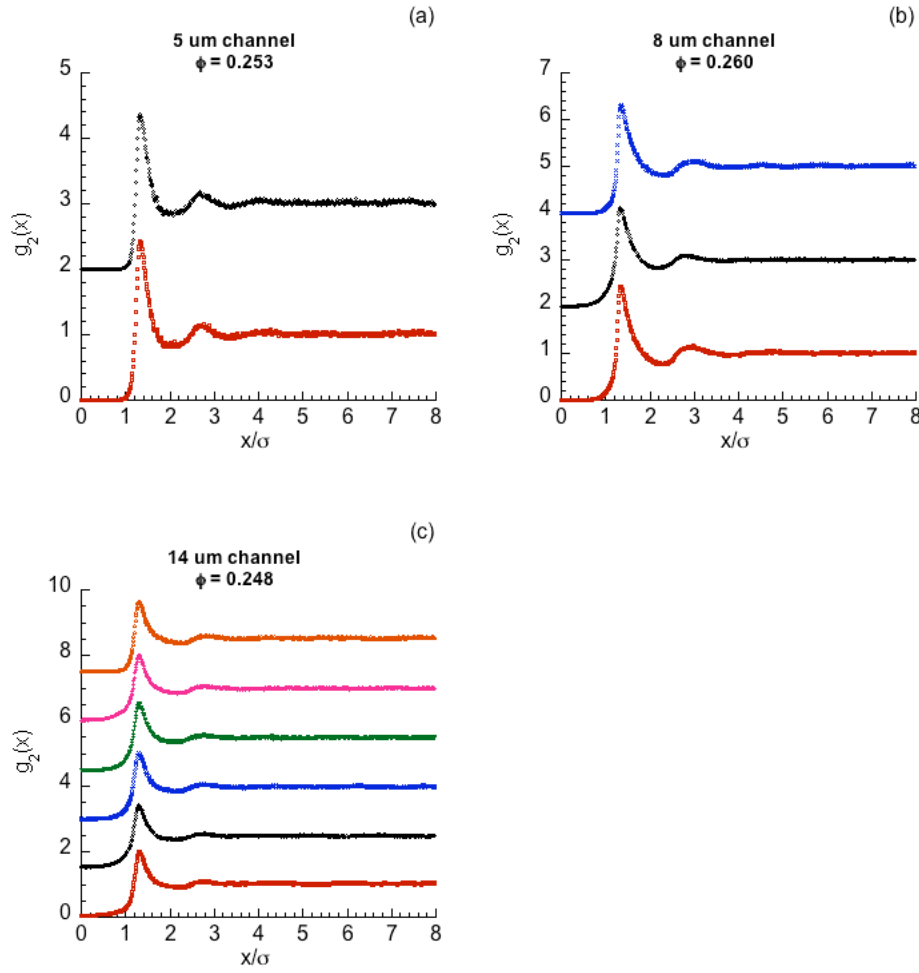 (a)
5 um channel
ϕ = 0.253
5
4
3
2
1
0
g₂(x)
0 1 2 3 4 5 6 7 8
x/σ
(b)
8 um channel
ϕ = 0.260
7
6
5
4
3
2
1
0
g₂(x)
0 1 2 3 4 5 6 7 8
x/σ
(c)
14 um channel
ϕ = 0.248
10
8
6
4
2
0
g₂(x)
0 1 2 3 4 5 6 7 8
x/σ